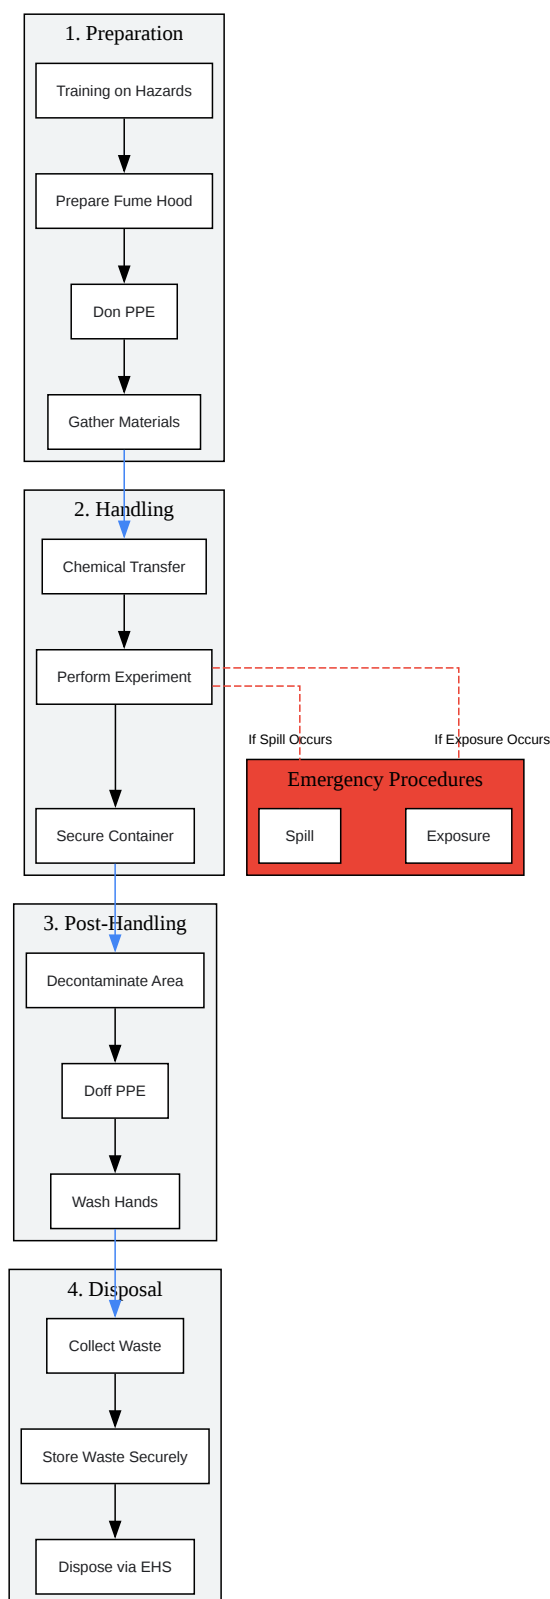 1. Preparation
Training on Hazards
Prepare Fume Hood
Don PPE
Gather Materials
2. Handling
Chemical Transfer
Perform Experiment
If Spill Occurs
If Exposure Occurs
Emergency Procedures
Secure Container
Spill
Exposure
3. Post-Handling
Decontaminate Area
Doff PPE
Wash Hands
4. Disposal
Collect Waste
Store Waste Securely
Dispose via EHS